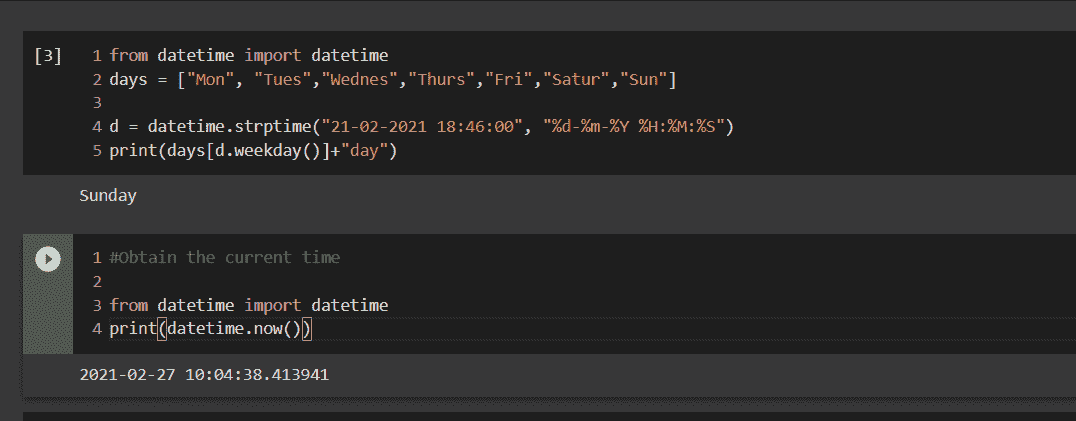 [3] 1 from datetime import datetime
2 days = ["Mon", "Tues","Wednes","Thurs","Fri","Satur","Sun"]
3
4 d = datetime.strptime("21-02-2021 18:46:00", "%d-%m-%Y %H:%M:%S")
5 print(days[d.weekday()]+"day")
Sunday
1 #Obtain the current time
2
3 from datetime import datetime
4 print(datetime.now())
2021-02-27 10:04:38.413941